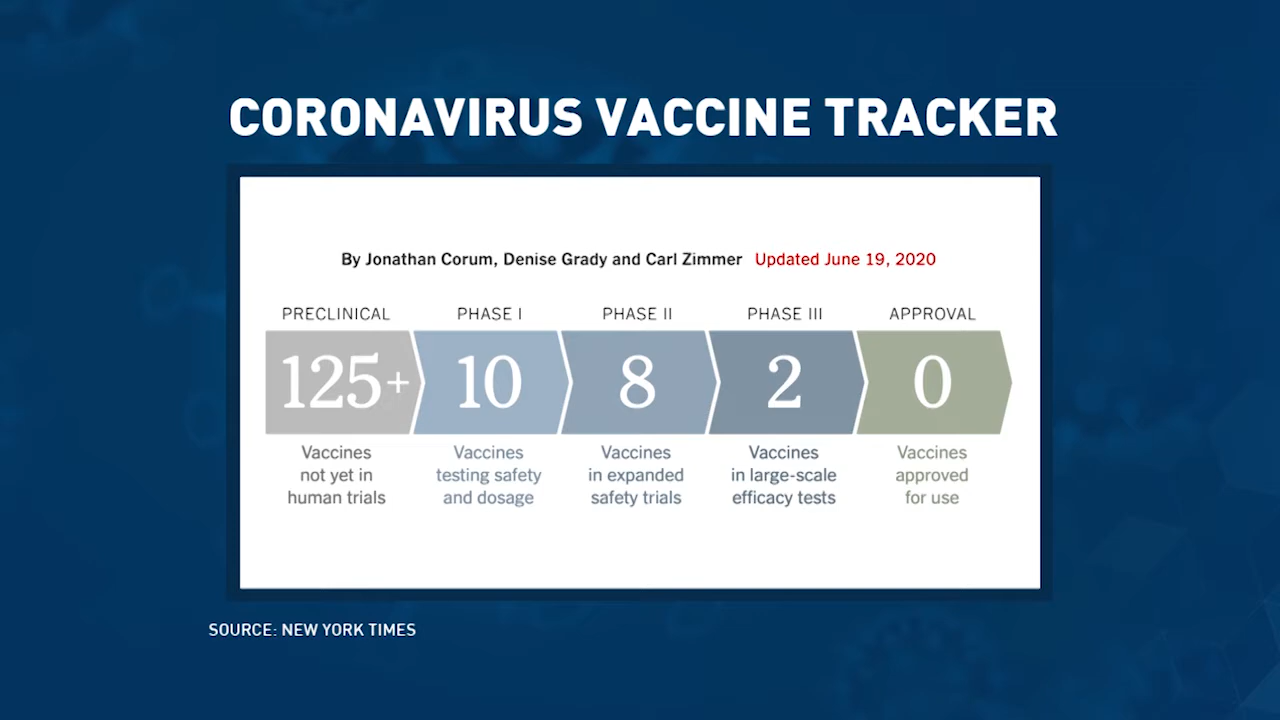 CORONAVIRUS VACCINE TRACKER
By Jonathan Corum, Denise Grady and Carl Zimmer Updated June 19, 2020
PRECLINICAL PHASE I PHASE II PHASE III APPROVAL
125+ 10 8 2 0
Vaccines Vaccines Vaccines Vaccines Vaccines
not yet in testing safety in expanded in large-scale approved
human trials and dosage safety trials efficacy tests for use
SOURCE: NEW YORK TIMES